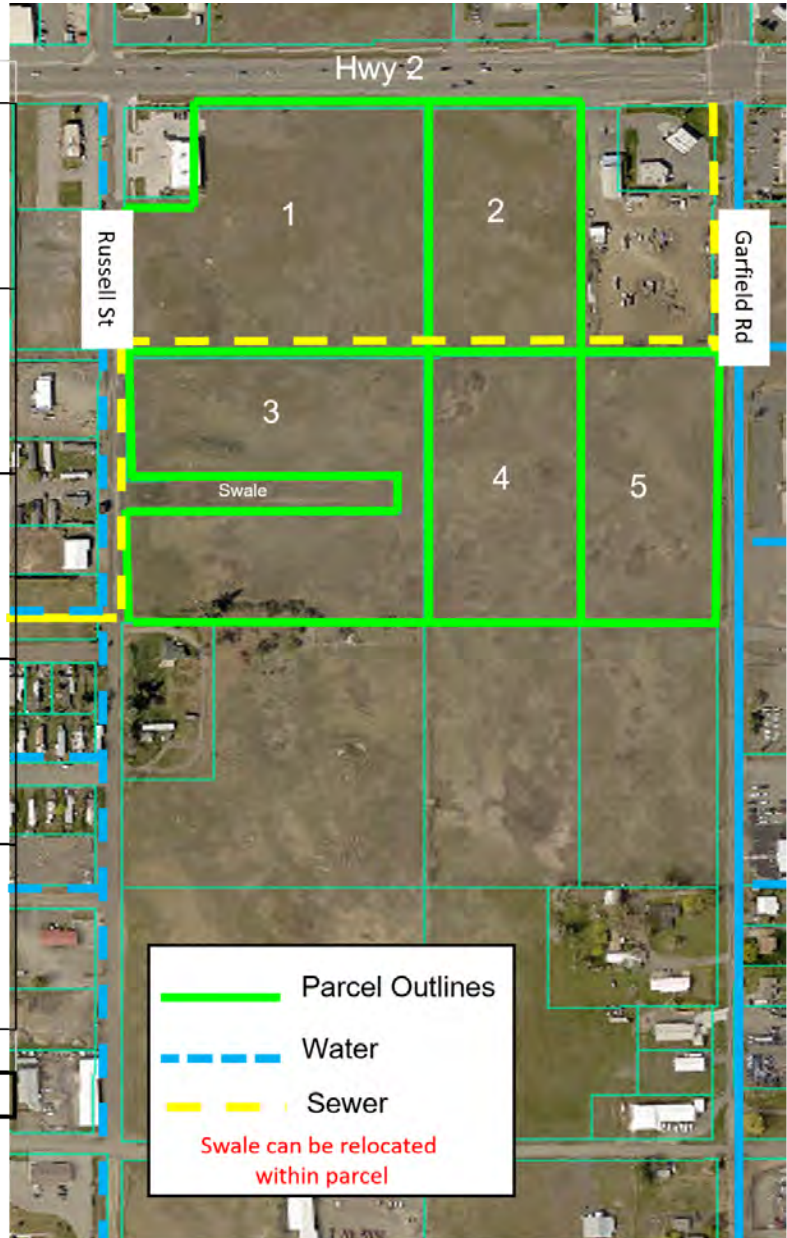 Hwy 2
1
2
Russell St
Garfield Rd
3
4
5
Swale
Parcel Outlines
Water
Sewer
Swale can be relocated
within parcel